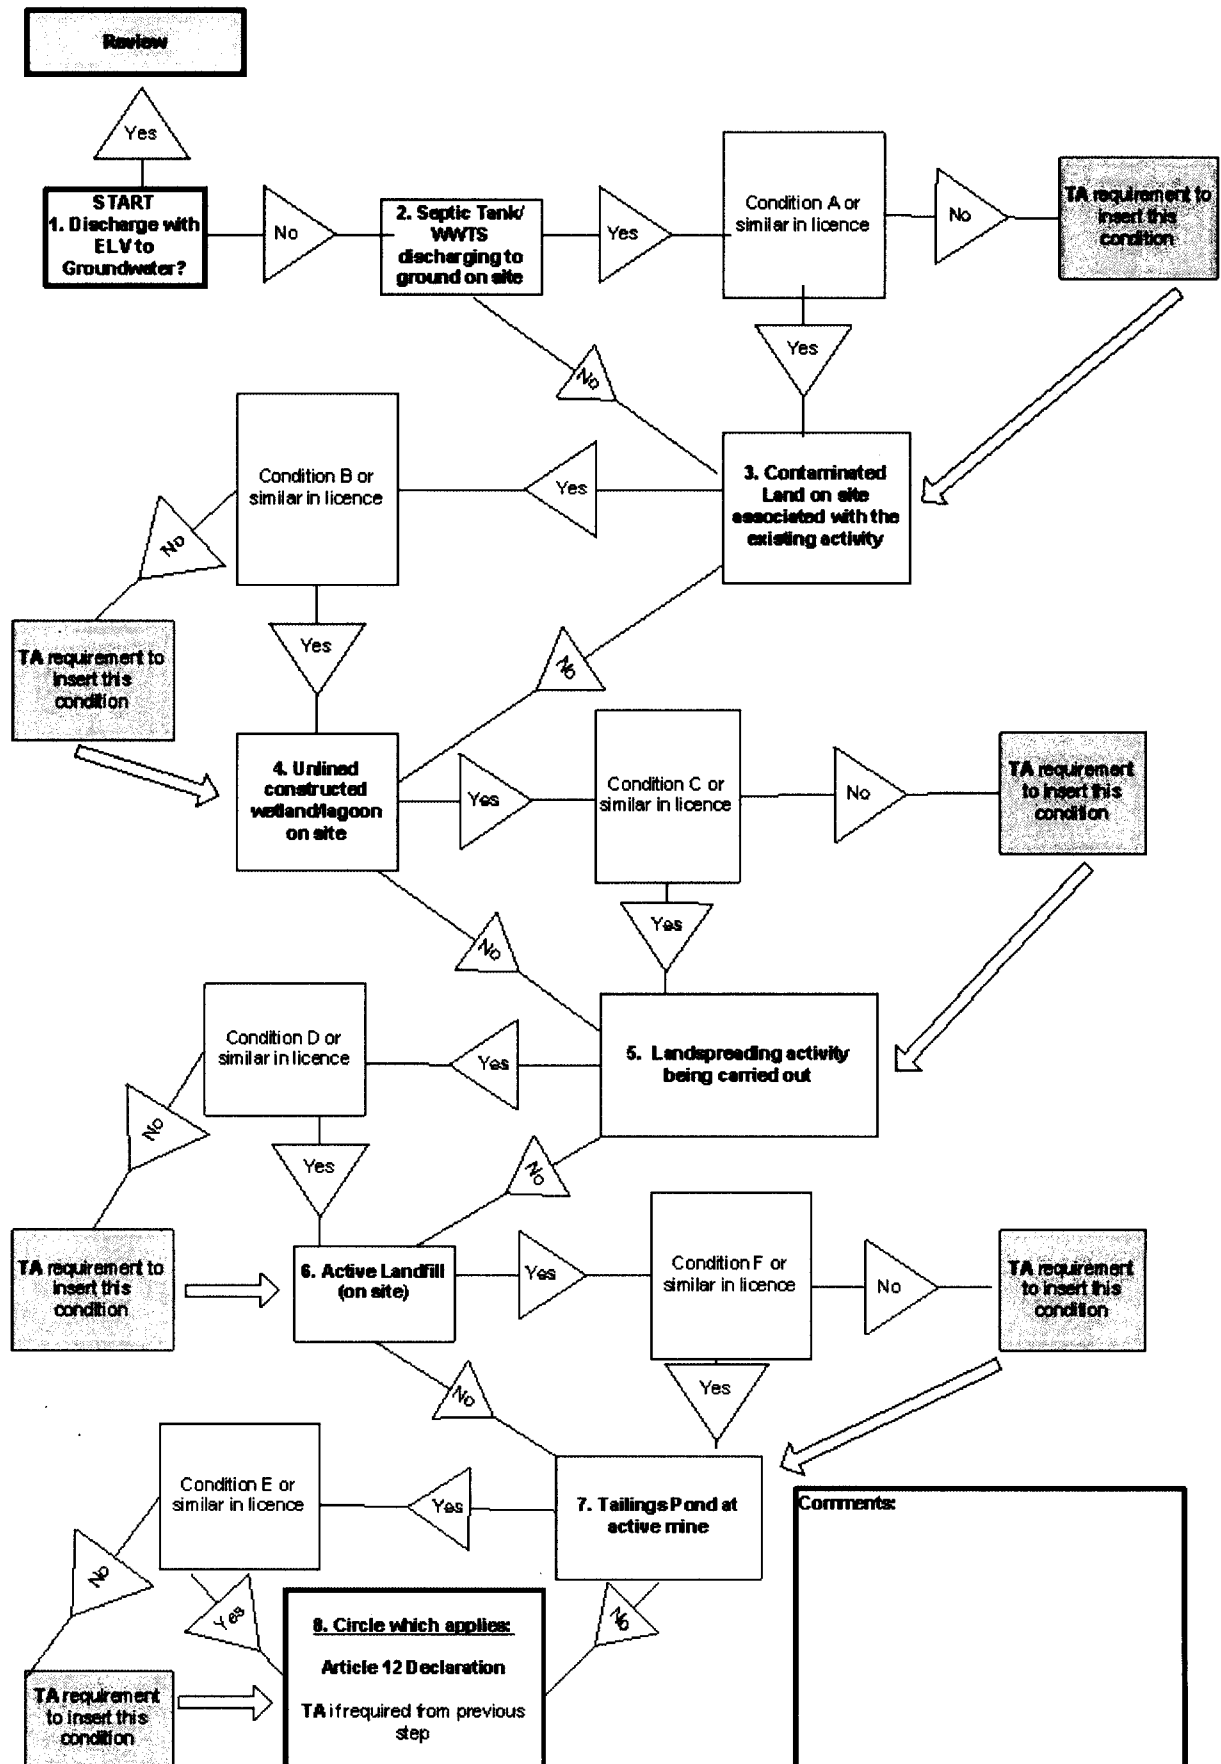 Review
Yes
START
1. Discharge with
ELV to
Groundwater?
No
2. Septic Tank/
WWTS
discharging to
ground on site
Yes
Condition A or
similar in licence
No
TA requirement to
insert this
condition
Yes
No
3. Contaminated
Land on site
associated with the
existing activity
Yes
Condition B or
similar in licence
No
TA requirement to
insert this
condition
Yes
No
4. Unlined
constructed
wetland/lagoon
on site
Yes
Condition C or
similar in licence
No
TA requirement
to insert this
condition
Yes
No
5. Landspreading activity
being carried out
Yes
Condition D or
similar in licence
No
TA requirement to
insert this
condition
Yes
No
6. Active Landfill
(on site)
Yes
Condition F or
similar in licence
No
TA requirement
to insert this
condition
Yes
No
7. Tailings Pond at
active mine
Yes
Condition E or
similar in licence
No
TA requirement
to insert this
condition
Yes
No
8. Circle which applies:
Article 12 Declaration
TA if required from previous
step
Comments: